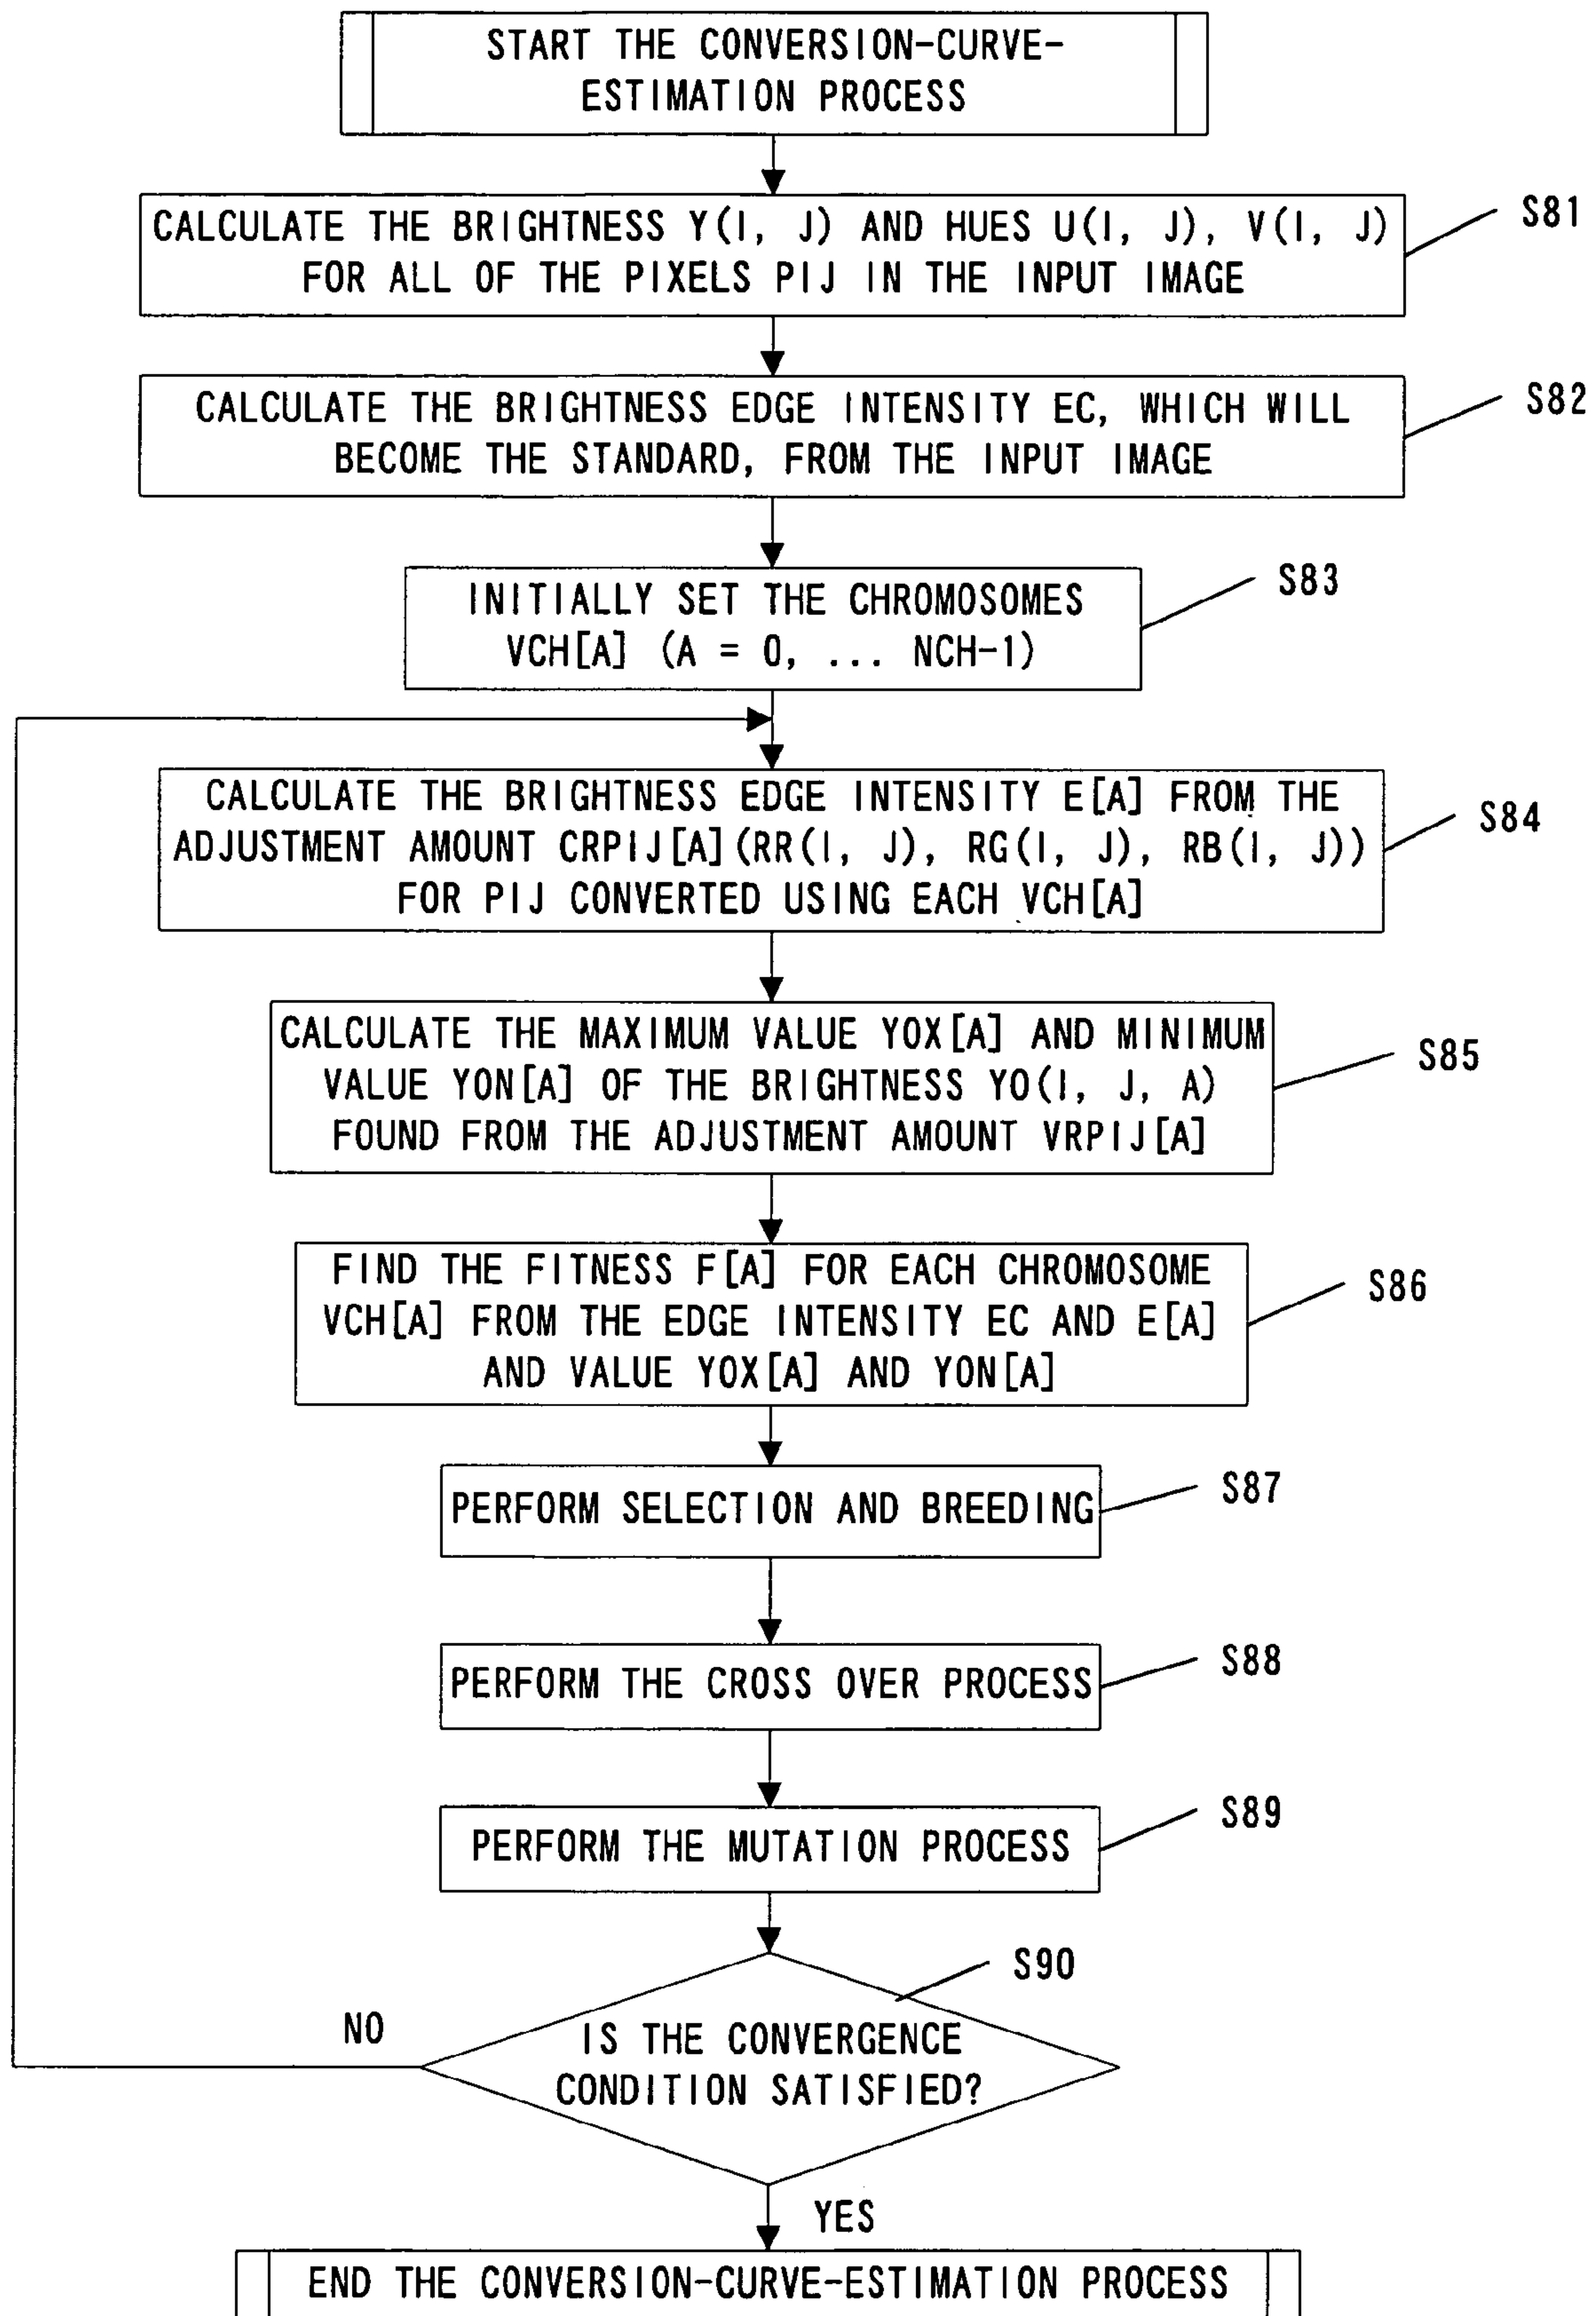 START THE CONVERSION-CURVE-
ESTIMATION PROCESS
CALCULATE THE BRIGHTNESS Y(I, J) AND HUES U(I, J), V(I, J)
FOR ALL OF THE PIXELS PIJ IN THE INPUT IMAGE
S81
CALCULATE THE BRIGHTNESS EDGE INTENSITY EC, WHICH WILL
BECOME THE STANDARD, FROM THE INPUT IMAGE
S82
INITIALLY SET THE CHROMOSOMES
VCH[A] (A = 0, ... NCH-1)
S83
CALCULATE THE BRIGHTNESS EDGE INTENSITY E[A] FROM THE
ADJUSTMENT AMOUNT CRPIJ[A](RR(I, J), RG(I, J), RB(I, J))
FOR PIJ CONVERTED USING EACH VCH[A]
S84
CALCULATE THE MAXIMUM VALUE YOX[A] AND MINIMUM
VALUE YON[A] OF THE BRIGHTNESS YO(I, J, A)
FOUND FROM THE ADJUSTMENT AMOUNT VRPIJ[A]
S85
FIND THE FITNESS F[A] FOR EACH CHROMOSOME
VCH[A] FROM THE EDGE INTENSITY EC AND E[A]
AND VALUE YOX[A] AND YON[A]
S86
PERFORM SELECTION AND BREEDING
S87
PERFORM THE CROSS OVER PROCESS
S88
PERFORM THE MUTATION PROCESS
S89
S90
NO
IS THE CONVERGENCE
CONDITION SATISFIED?
YES
END THE CONVERSION-CURVE-ESTIMATION PROCESS